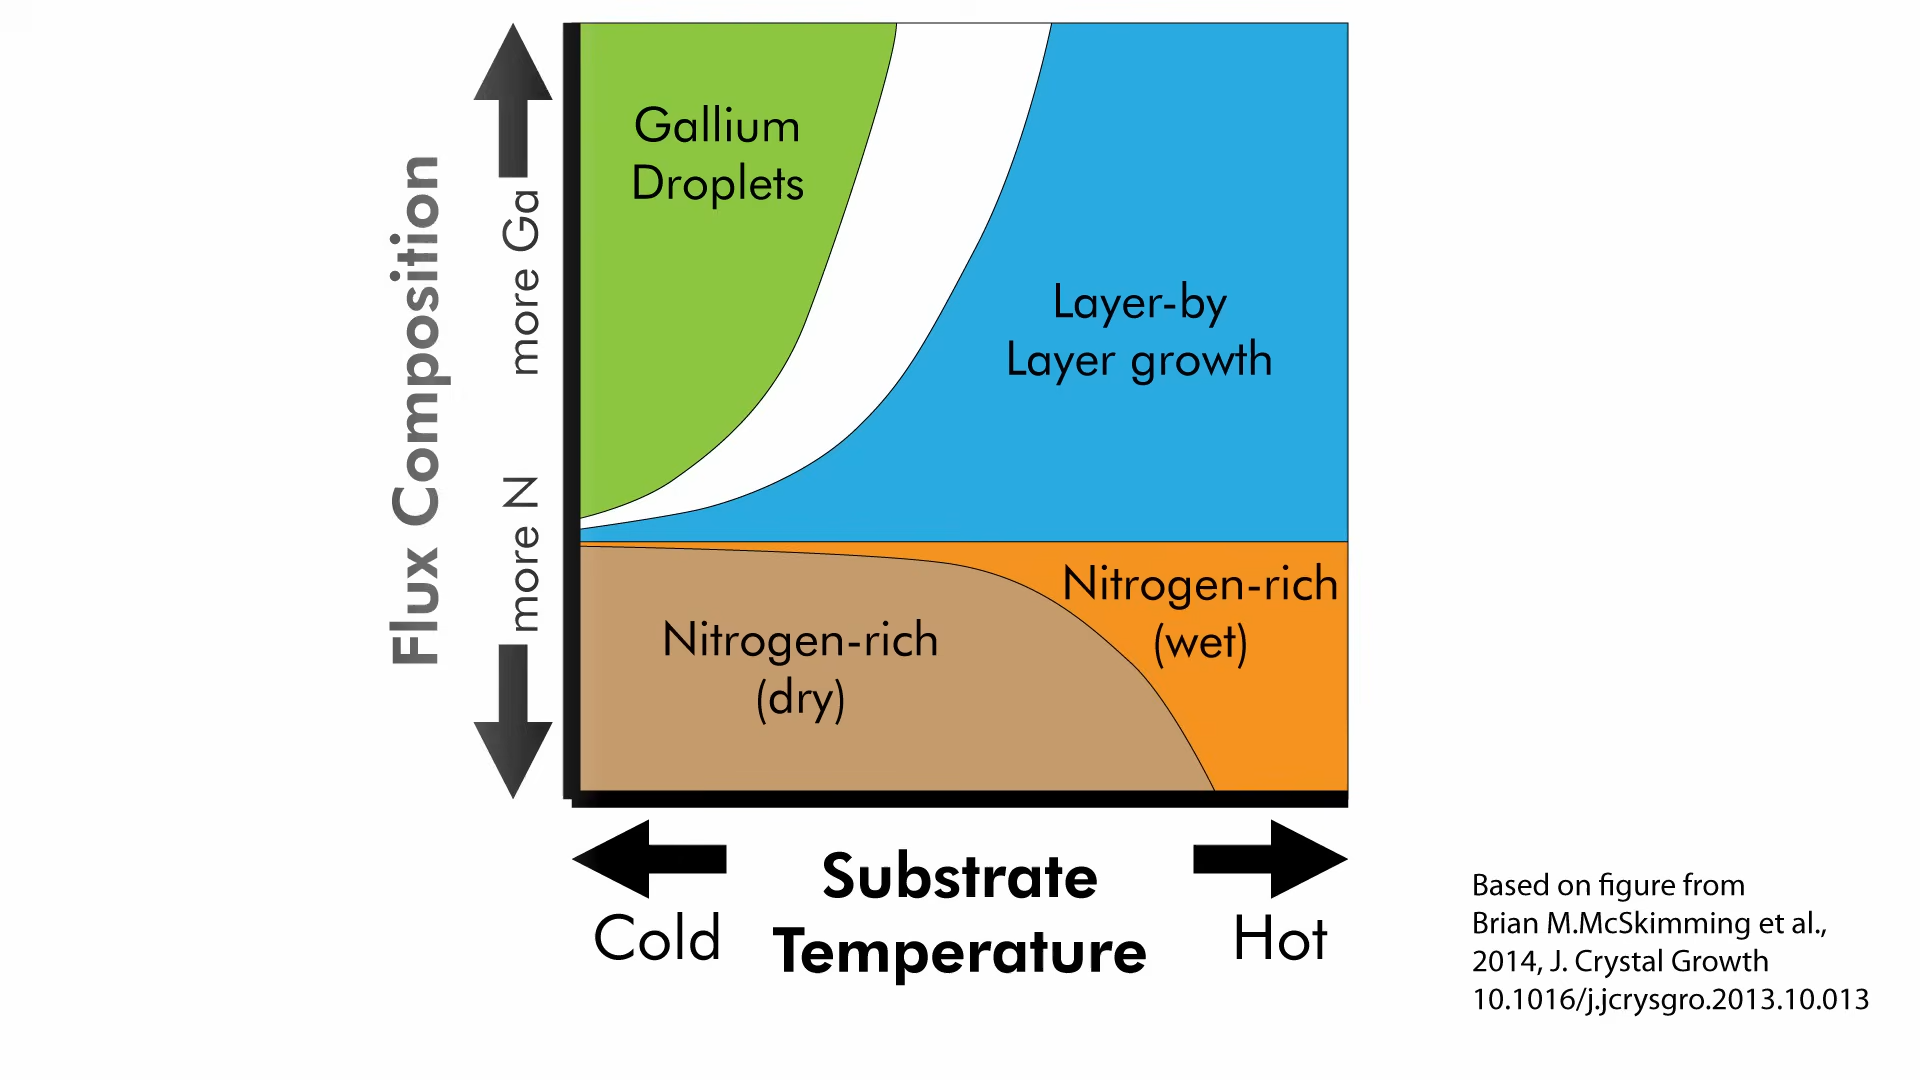 Gallium
Droplets
Layer-by
Layer growth
Nitrogen-rich
(wet)
Nitrogen-rich
(dry)
Flux Composition
more Ga
more N
Substrate
Temperature
Cold
Hot
Based on figure from
Brian M.McSkimming et al.,
2014, J. Crystal Growth
10.1016/j.jcrysgro.2013.10.013